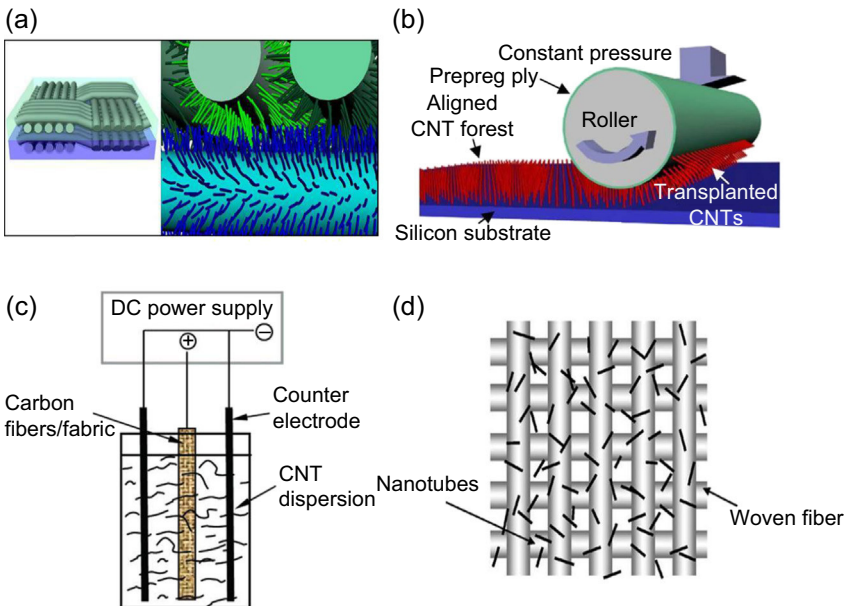 (a)
(b)
Constant pressure
Prepreg ply
Aligned
CNT forest
Roller
Transplanted
CNTs
Silicon substrate
(c)
DC power supply
+
−
Carbon
fibers/fabric
Counter
electrode
CNT
dispersion
(d)
Nanotubes
Woven fiber